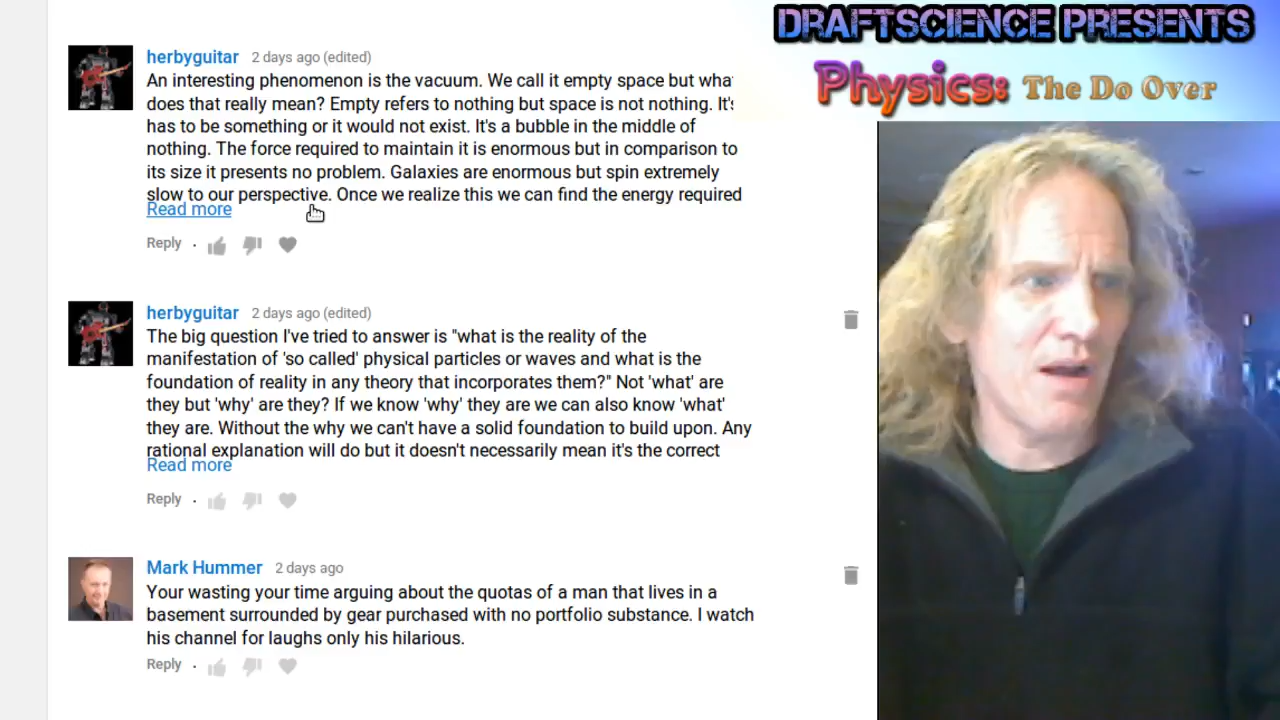 DRAFTSCIENCE PRESENTS
Physics: The Do Over
herbyguitar 2 days ago (edited)
An interesting phenomenon is the vacuum. We call it empty space but wha
does that really mean? Empty refers to nothing but space is not nothing. It's
has to be something or it would not exist. It's a bubble in the middle of
nothing. The force required to maintain it is enormous but in comparison to
its size it presents no problem. Galaxies are enormous but spin extremely
slow to our perspective. Once we realize this we can find the energy required
Read more
Reply
herbyguitar 2 days ago (edited)
The big question I've tried to answer is "what is the reality of the
manifestation of 'so called' physical particles or waves and what is the
foundation of reality in any theory that incorporates them?" Not 'what' are
they but 'why' are they? If we know 'why' they are we can also know 'what'
they are. Without the why we can't have a solid foundation to build upon. Any
rational explanation will do but it doesn't necessarily mean it's the correct
Read more
Reply
Mark Hummer 2 days ago
Your wasting your time arguing about the quotas of a man that lives in a
basement surrounded by gear purchased with no portfolio substance. I watch
his channel for laughs only his hilarious.
Reply